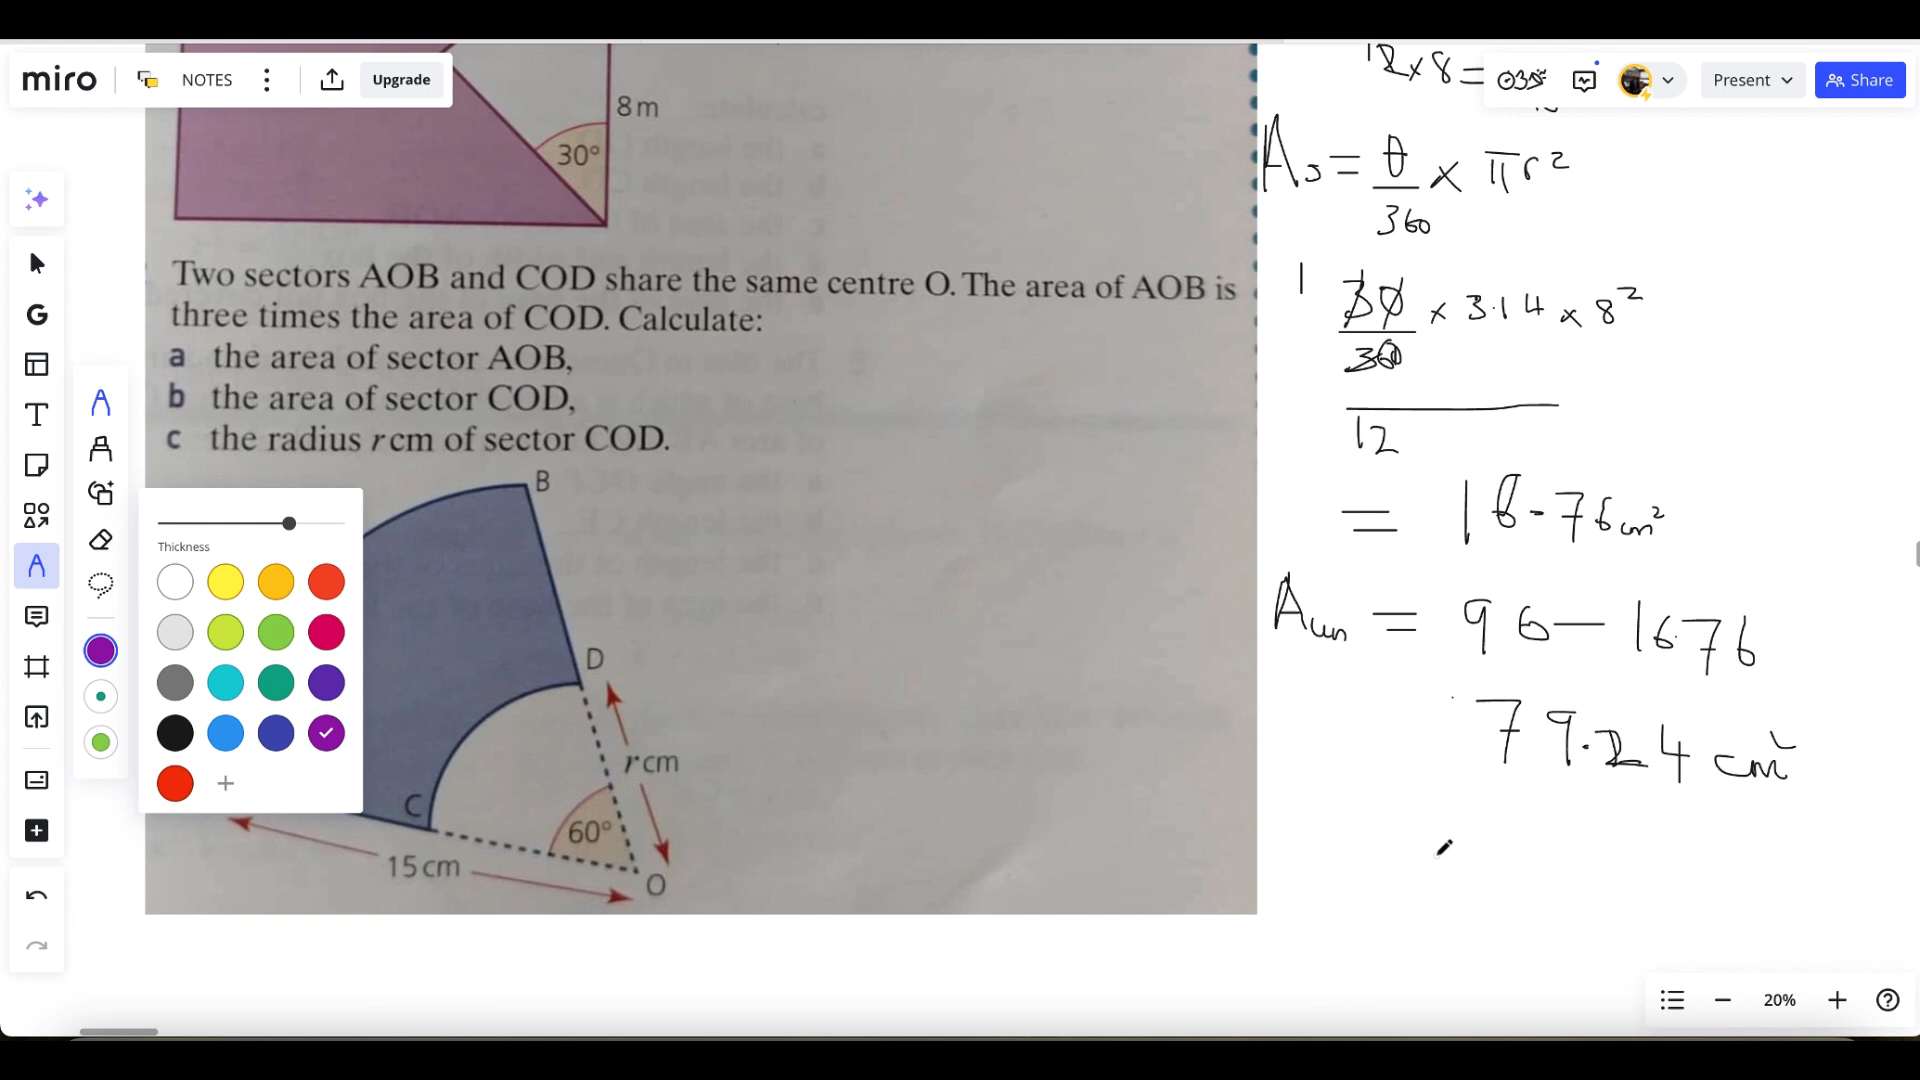 miro
NOTES
Upgrade
Present
Share
8 m
30°
Two sectors AOB and COD share the same centre O. The area of AOB is
three times the area of COD. Calculate:
a the area of sector AOB,
b the area of sector COD,
c the radius r cm of sector COD.
Thickness
B
D
r cm
C
60°
15 cm
O
12 x 8 =
As = θ/360 x πr²
1
30/360 x 3.14 x 8²
12
= 16.76 cm²
Aun = 96 - 16.76
79.24 cm²
20%